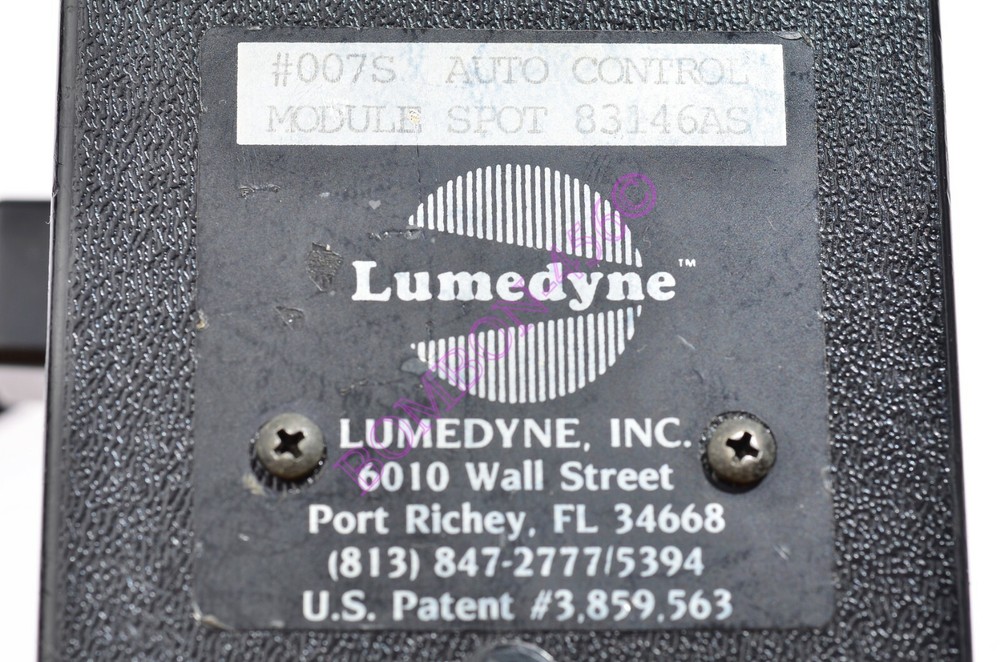 #007S AUTO CONTROL
MODULE SPOT 83146AS
Lumedyne™
LUMEDYNE, INC.
6010 Wall Street
Port Richey, FL 34668
(813) 847-2777/5394
U.S. Patent #3,859,563